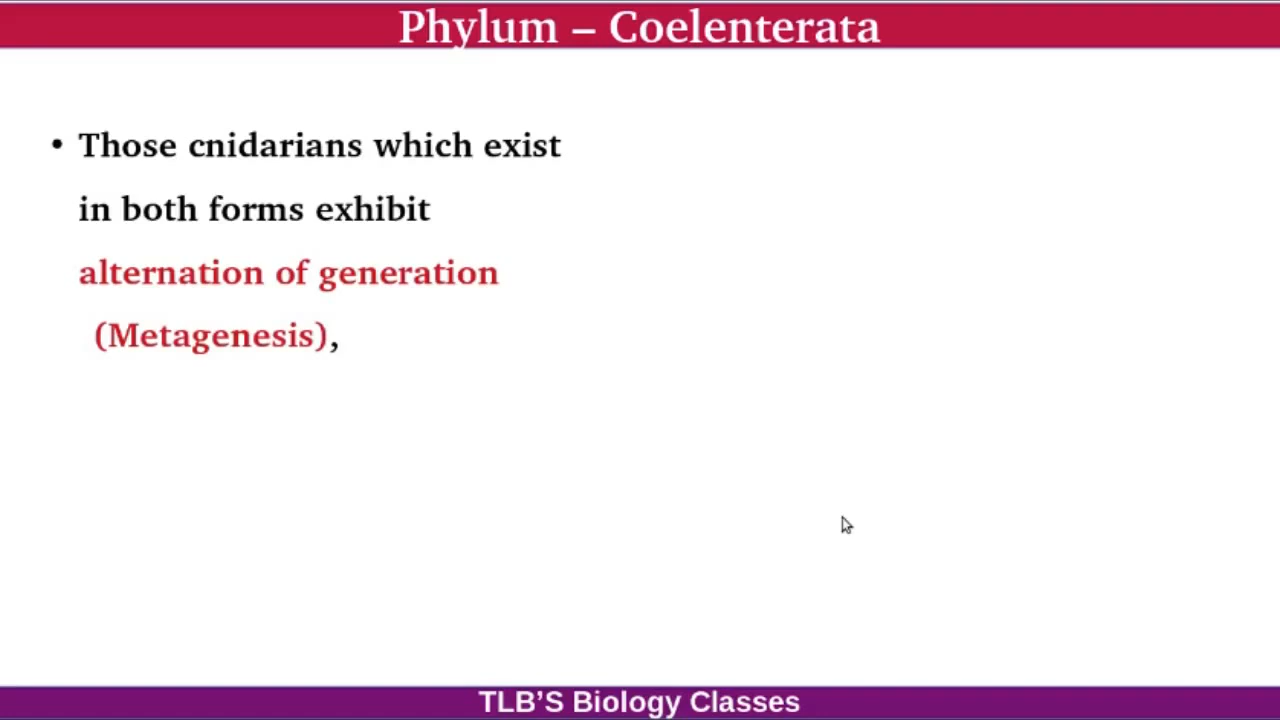 Phylum – Coelenterata
• Those cnidarians which exist
in both forms exhibit
alternation of generation
(Metagenesis),
TLB’S Biology Classes